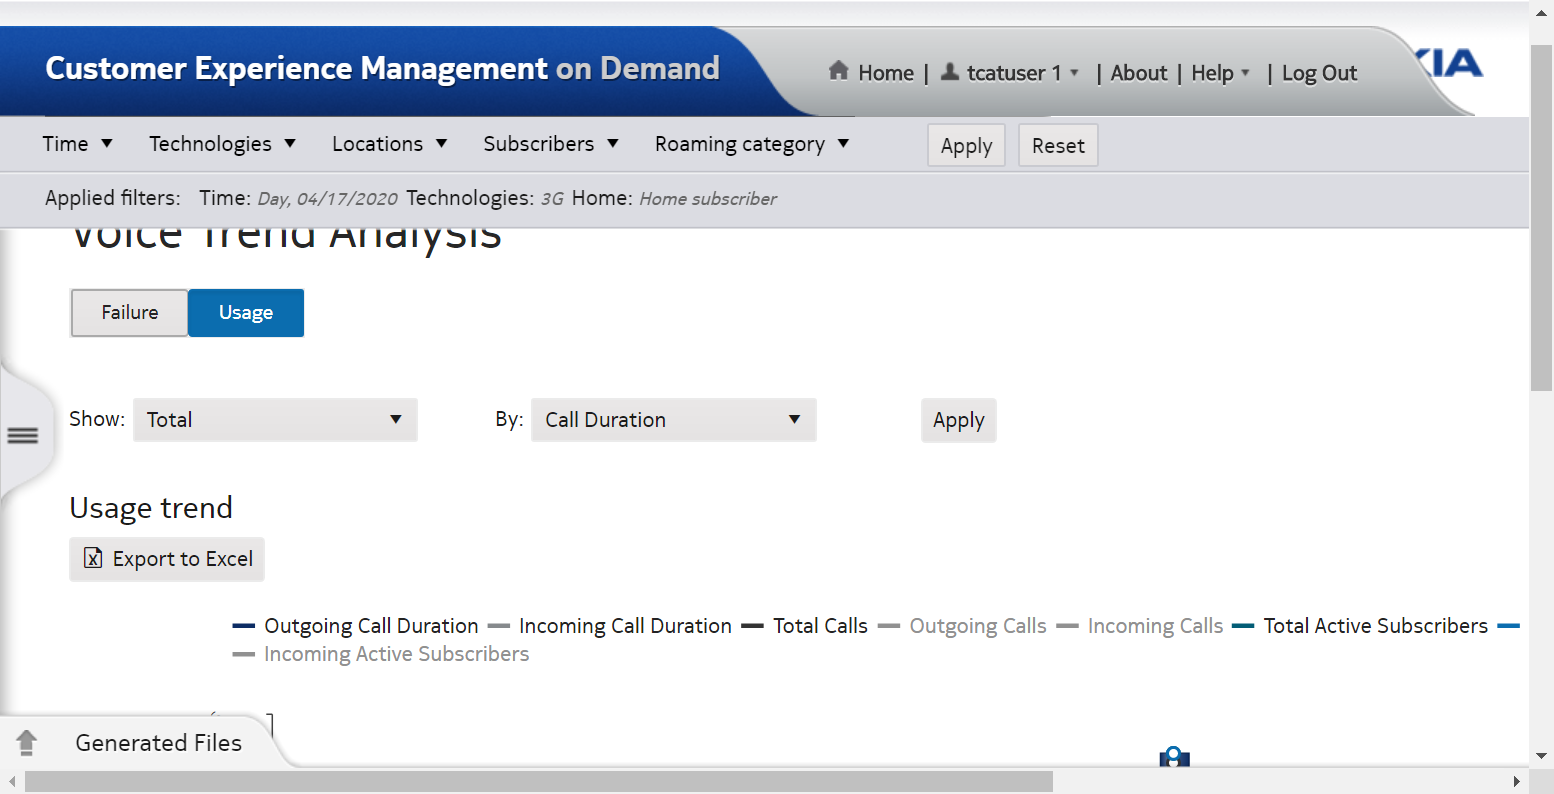 Customer Experience Management on Demand
Home | tcatuser 1 | About | Help | Log Out
KIA
Time Technologies Locations Subscribers Roaming category Apply Reset
Applied filters: Time: Day, 04/17/2020 Technologies: 3G Home: Home subscriber
Voice Trend Analysis
Failure Usage
Show: Total By: Call Duration Apply
Usage trend
Export to Excel
Outgoing Call Duration Incoming Call Duration Total Calls Outgoing Calls Incoming Calls Total Active Subscribers
Incoming Active Subscribers
Generated Files